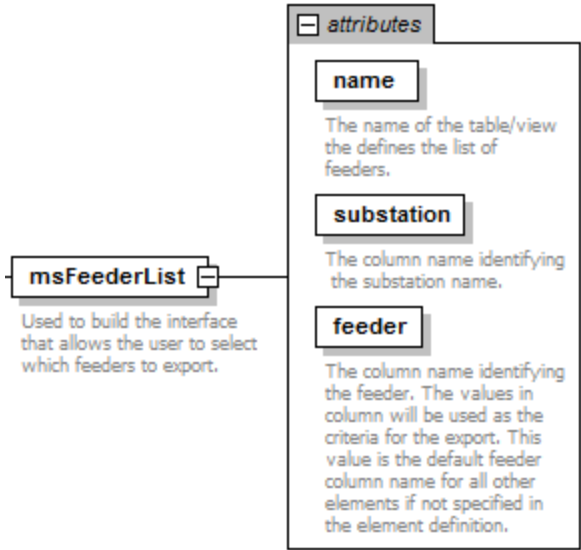 attributes
name
The name of the table/view
the defines the list of
feeders.
substation
The column name identifying
the substation name.
msFeederList
Used to build the interface
that allows the user to select
which feeders to export.
feeder
The column name identifying
the feeder. The values in
column will be used as the
criteria for the export. This
value is the default feeder
column name for all other
elements if not specified in
the element definition.